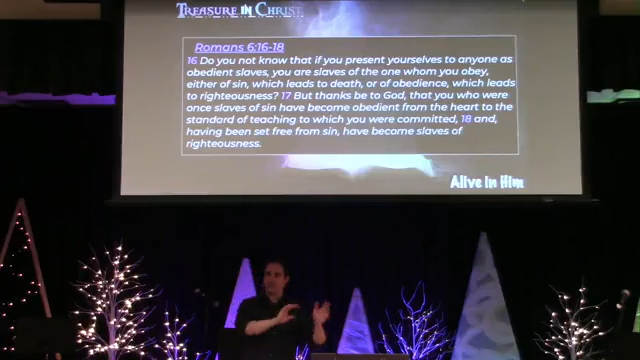 TREASURE IN CHRIST
Romans 6:16-18
16 Do you not know that if you present yourselves to anyone as
obedient slaves, you are slaves of the one whom you obey,
either of sin, which leads to death, or of obedience, which leads
to righteousness? 17 But thanks be to God, that you who were
once slaves of sin have become obedient from the heart to the
standard of teaching to which you were committed, 18 and,
having been set free from sin, have become slaves of
righteousness.
Alive in Him